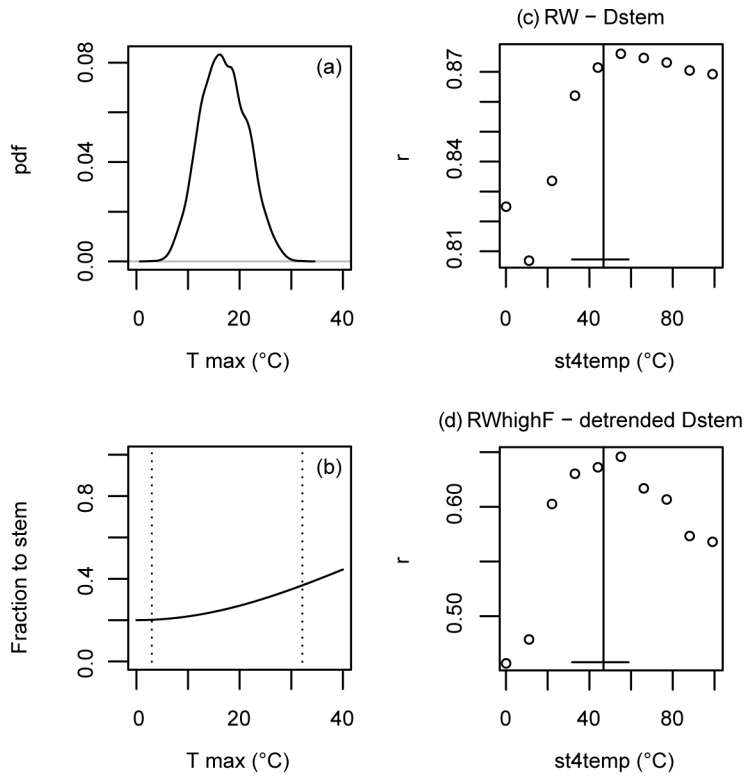 (a)
pdf
0.00
0.04
0.08
0
20
40
T max (°C)
(c) RW − Dstem
r
0.81
0.84
0.87
0
40
80
st4temp (°C)
(b)
Fraction to stem
0.0
0.4
0.8
0
20
40
T max (°C)
(d) RWhighF − detrended Dstem
r
0.50
0.60
0
40
80
st4temp (°C)